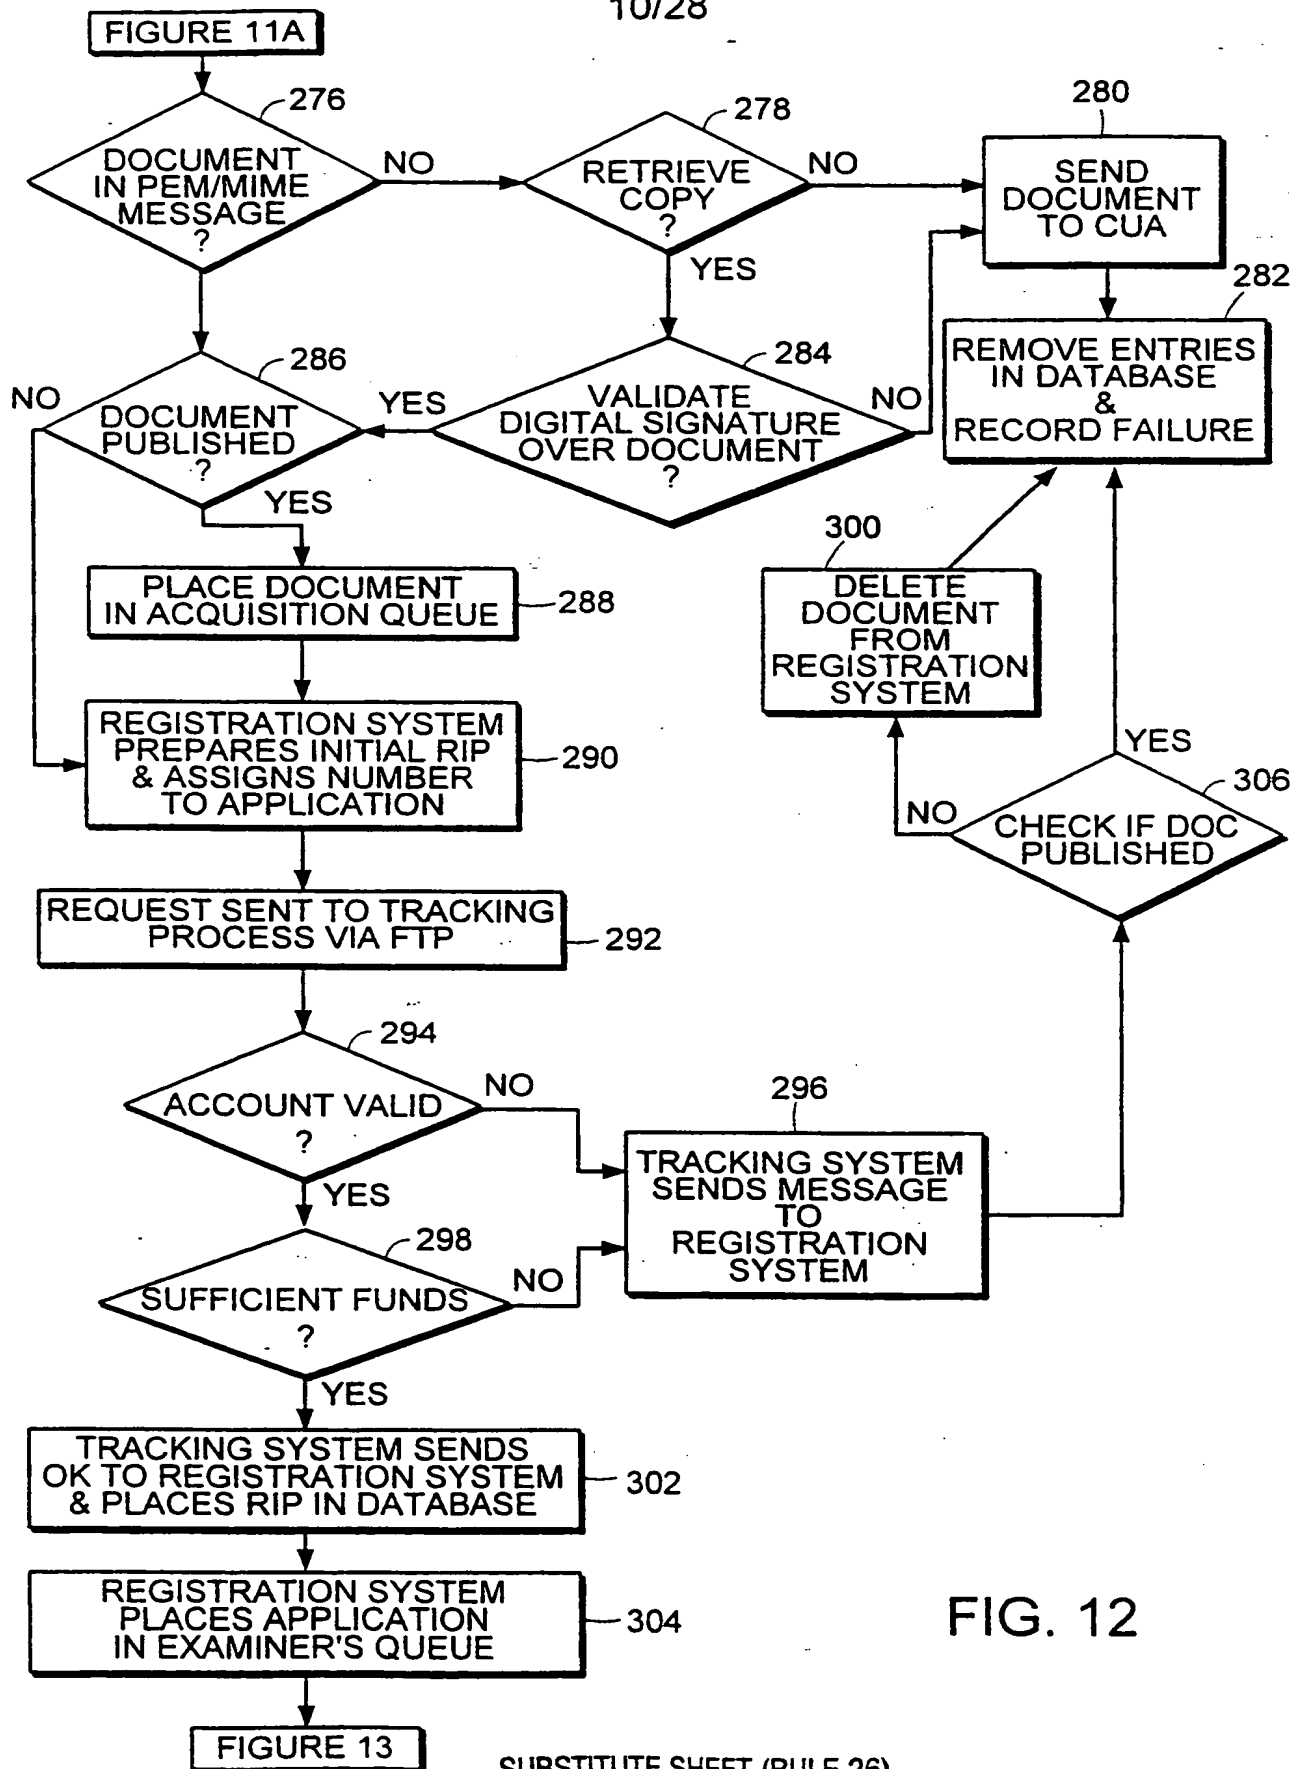 10/28
FIGURE 11A
276
DOCUMENT
IN PEM/MIME
MESSAGE
?
NO
278
RETRIEVE
COPY
?
NO
YES
280
SEND
DOCUMENT
TO CUA
282
REMOVE ENTRIES
IN DATABASE
&
RECORD FAILURE
286
NO
DOCUMENT
PUBLISHED
?
YES
YES
284
VALIDATE
DIGITAL SIGNATURE
OVER DOCUMENT
?
NO
PLACE DOCUMENT
IN ACQUISITION QUEUE
288
300
DELETE
DOCUMENT
FROM
REGISTRATION
SYSTEM
REGISTRATION SYSTEM
PREPARES INITIAL RIP
& ASSIGNS NUMBER
TO APPLICATION
290
YES
306
NO
CHECK IF DOC
PUBLISHED
REQUEST SENT TO TRACKING
PROCESS VIA FTP
292
294
ACCOUNT VALID
?
NO
YES
296
TRACKING SYSTEM
SENDS MESSAGE
TO
REGISTRATION
SYSTEM
298
SUFFICIENT FUNDS
?
NO
YES
TRACKING SYSTEM SENDS
OK TO REGISTRATION SYSTEM
& PLACES RIP IN DATABASE
302
REGISTRATION SYSTEM
PLACES APPLICATION
IN EXAMINER'S QUEUE
304
FIG. 12
FIGURE 13
SUBSTITUTE SHEET (RULE 26)